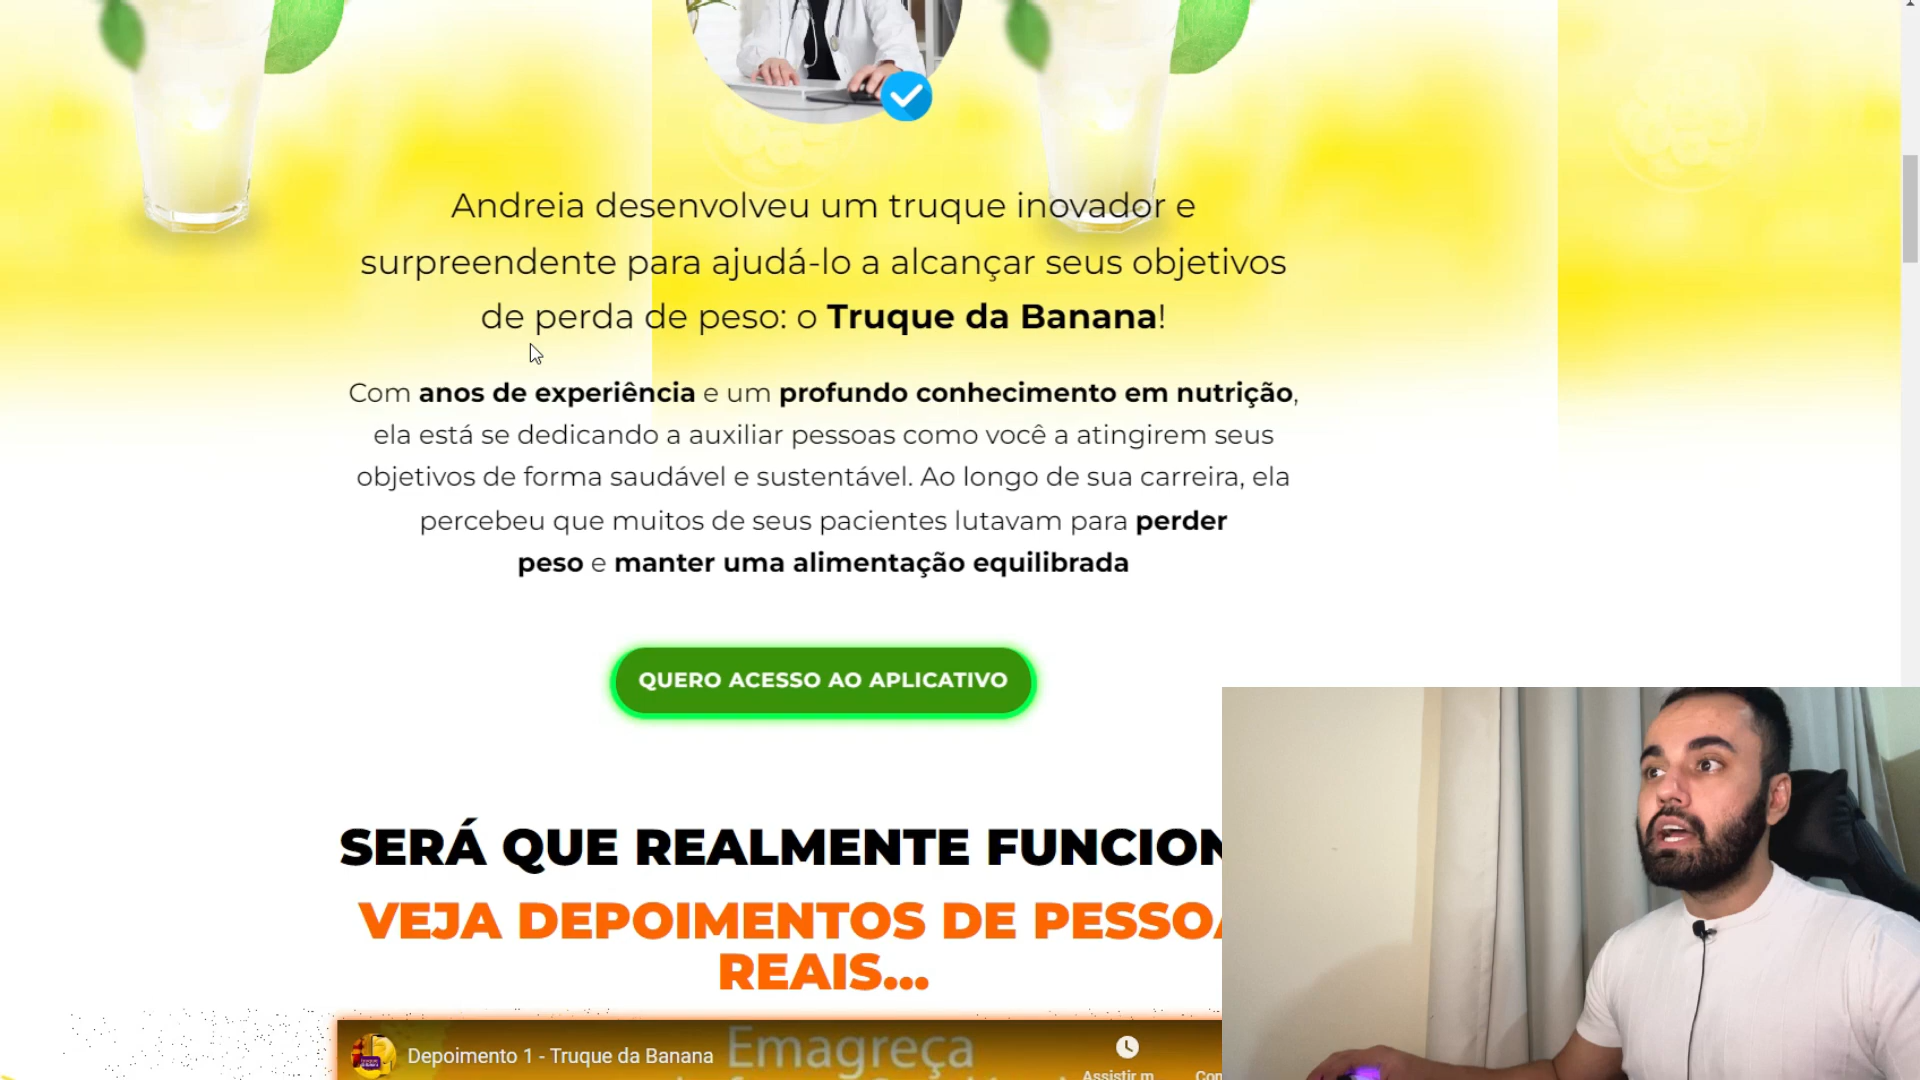 Andreia desenvolveu um truque inovador e
surpreendente para ajudá-lo a alcançar seus objetivos
de perda de peso: o Truque da Banana!
Com anos de experiência e um profundo conhecimento em nutrição,
ela está se dedicando a auxiliar pessoas como você a atingirem seus
objetivos de forma saudável e sustentável. Ao longo de sua carreira, ela
percebeu que muitos de seus pacientes lutavam para perder
peso e manter uma alimentação equilibrada
QUERO ACESSO AO APLICATIVO
SERÁ QUE REALMENTE FUNCION
VEJA DEPOIMENTOS DE PESSOA
REAIS...
Depoimento 1 - Truque da Banana
Emagreça
Assistir m